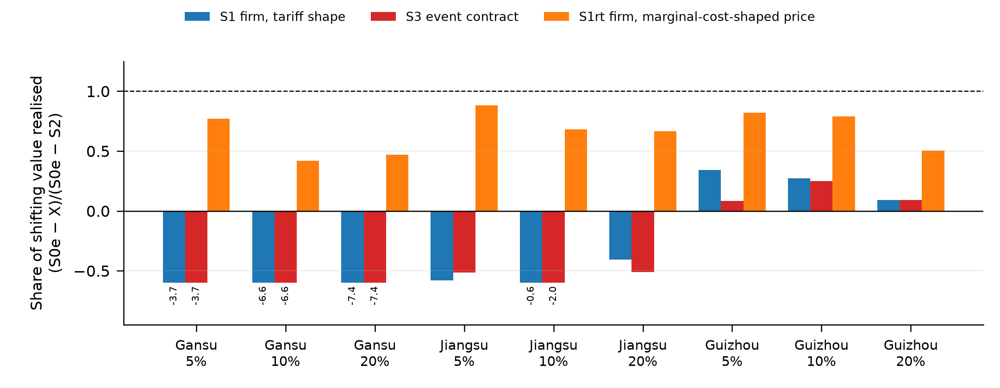 S1 firm, tariff shape
S3 event contract
S1rt firm, marginal-cost-shaped price
Share of shifting value realised
(S0e − X)/(S0e − S2)
1.0
0.5
0.0
−0.5
-3.7
-3.7
-6.6
-6.6
-7.4
-7.4
-0.6
-2.0
Gansu
5%
Gansu
10%
Gansu
20%
Jiangsu
5%
Jiangsu
10%
Jiangsu
20%
Guizhou
5%
Guizhou
10%
Guizhou
20%